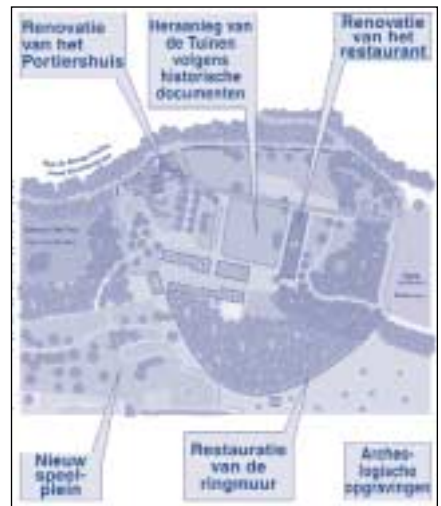 Renovatie
van het
Portiershuis
Heraanleg van
de Tuinen
volgens
historische
documenten
Renovatie
van het
restaurant
Nieuw
speel-
plein
Restauratie
van de
ringmuur
Archeo-
logische
opgravingen